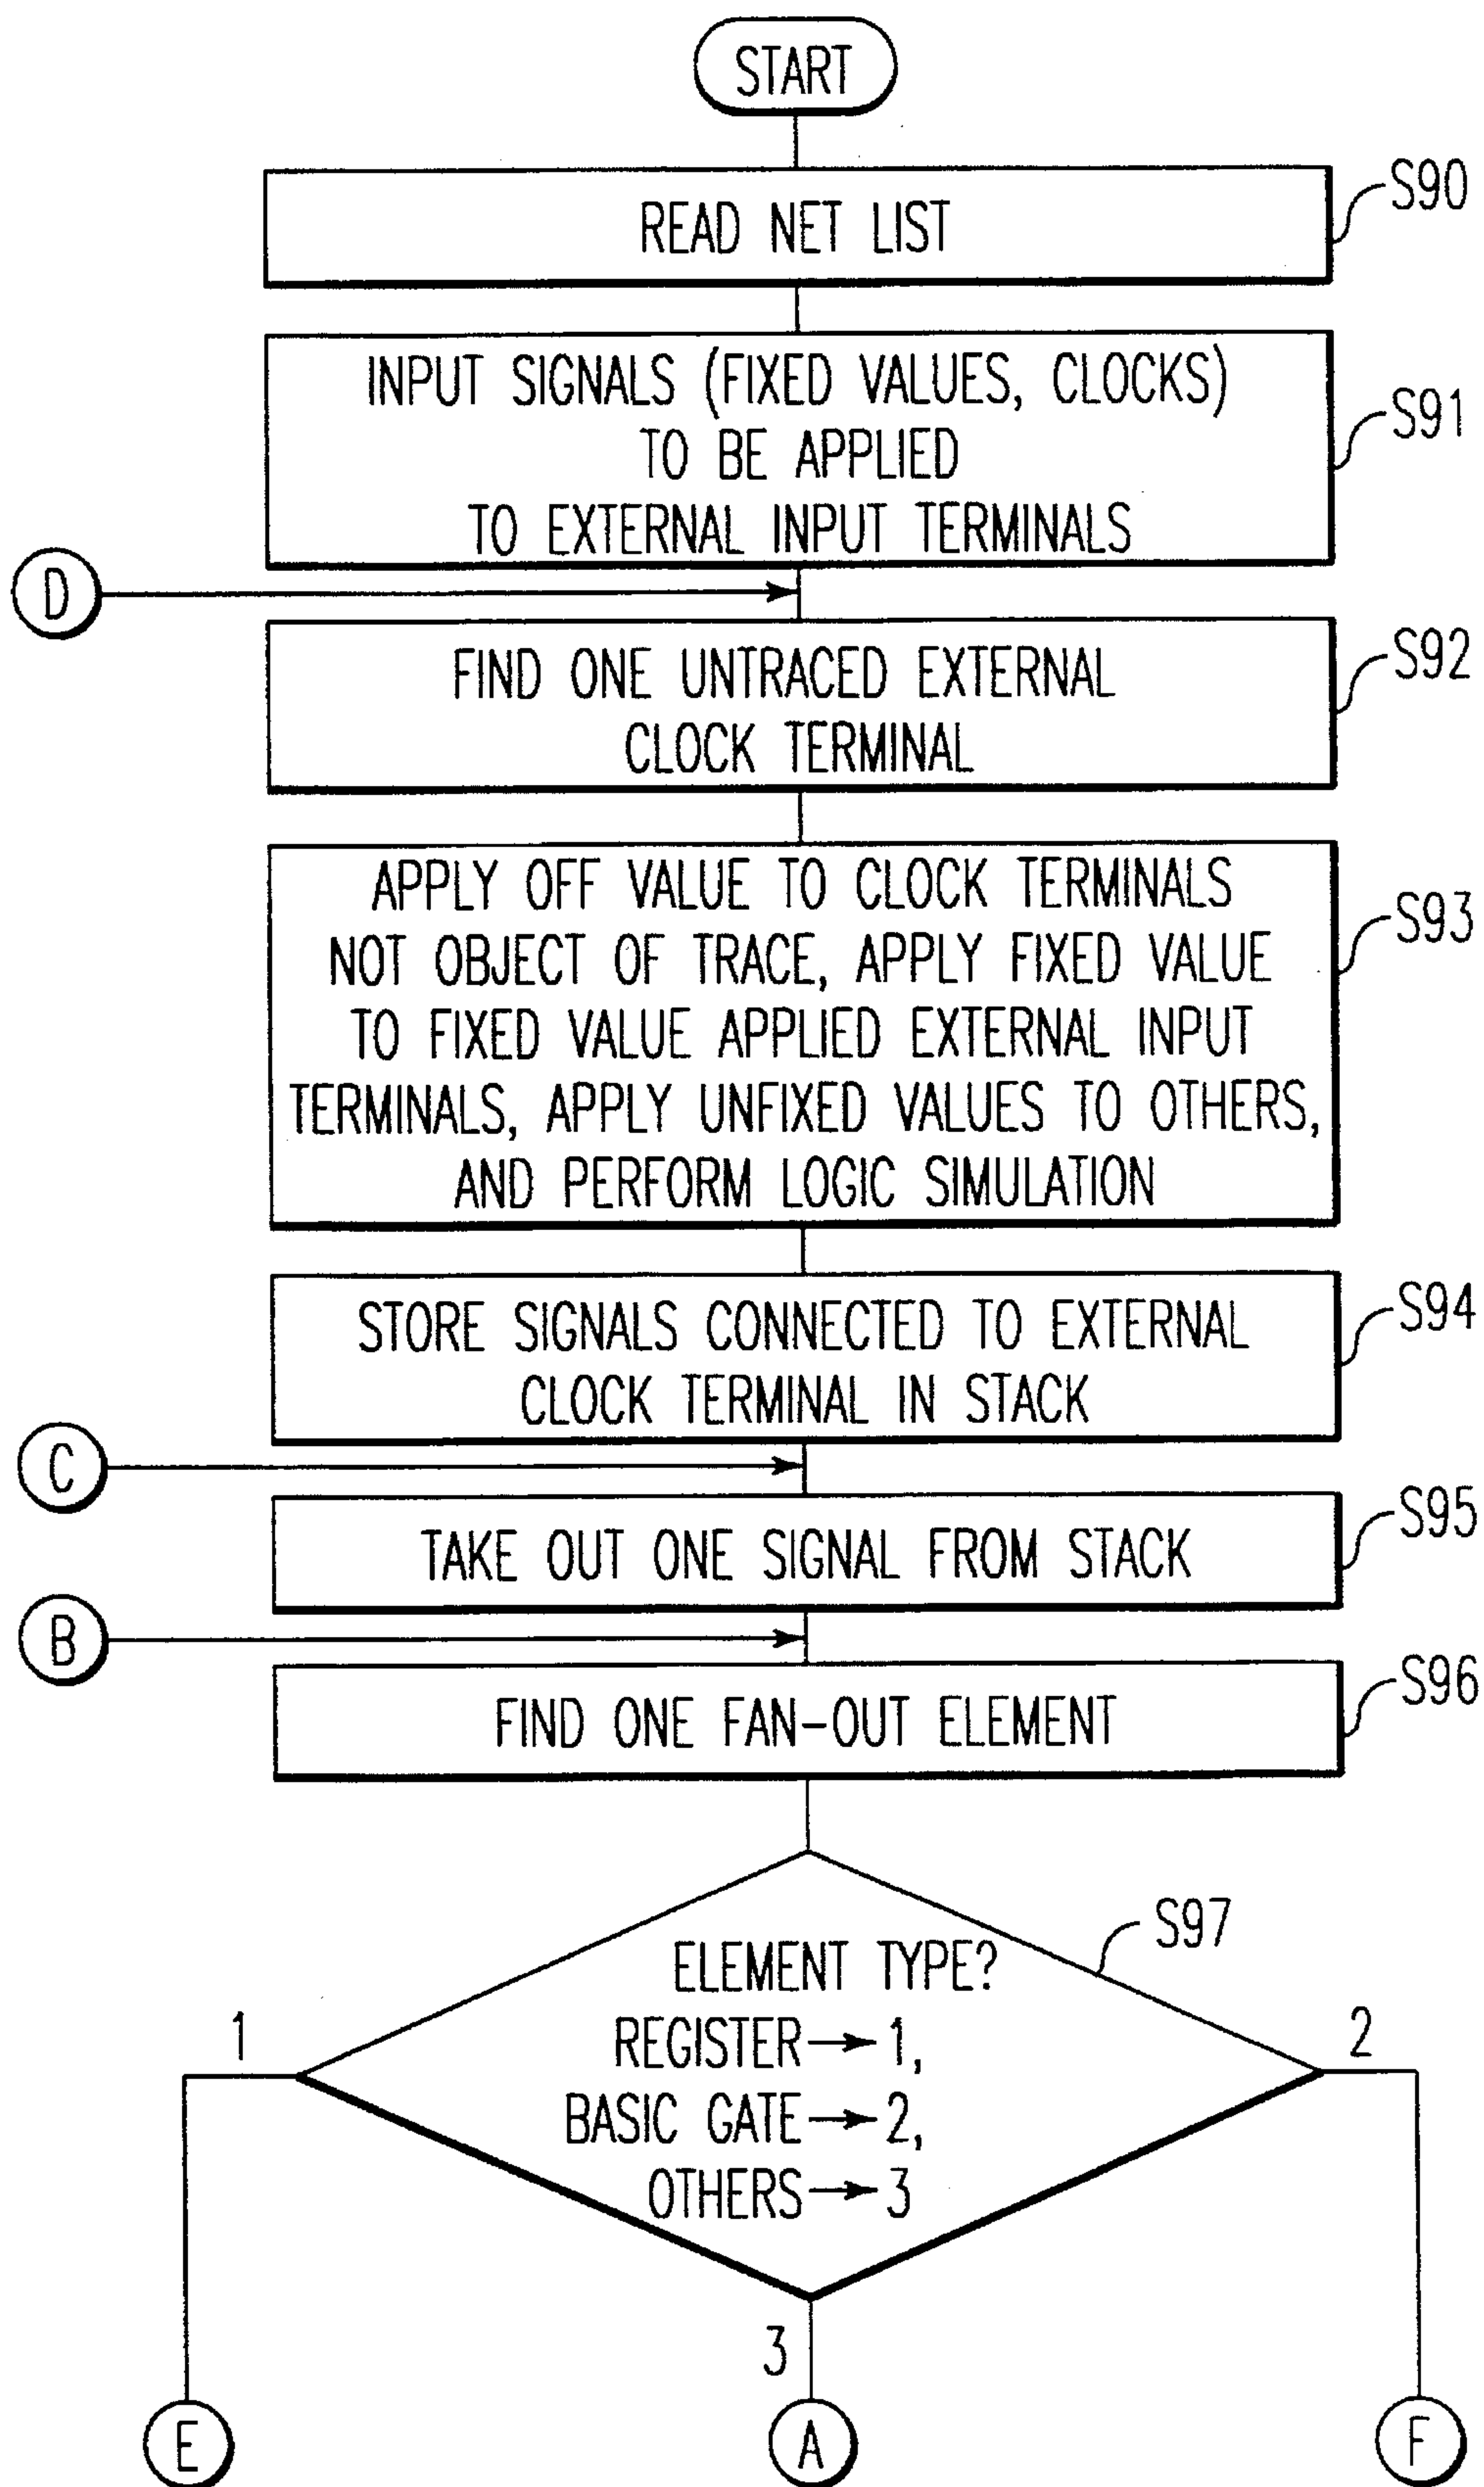 START
READ NET LIST
S90
INPUT SIGNALS (FIXED VALUES, CLOCKS)
TO BE APPLIED
TO EXTERNAL INPUT TERMINALS
S91
D
FIND ONE UNTRACED EXTERNAL
CLOCK TERMINAL
S92
APPLY OFF VALUE TO CLOCK TERMINALS
NOT OBJECT OF TRACE, APPLY FIXED VALUE
TO FIXED VALUE APPLIED EXTERNAL INPUT
TERMINALS, APPLY UNFIXED VALUES TO OTHERS,
AND PERFORM LOGIC SIMULATION
S93
STORE SIGNALS CONNECTED TO EXTERNAL
CLOCK TERMINAL IN STACK
S94
C
TAKE OUT ONE SIGNAL FROM STACK
S95
B
FIND ONE FAN-OUT ELEMENT
S96
S97
ELEMENT TYPE?
REGISTER→1,
BASIC GATE→2,
OTHERS→3
1
2
3
E
A
F